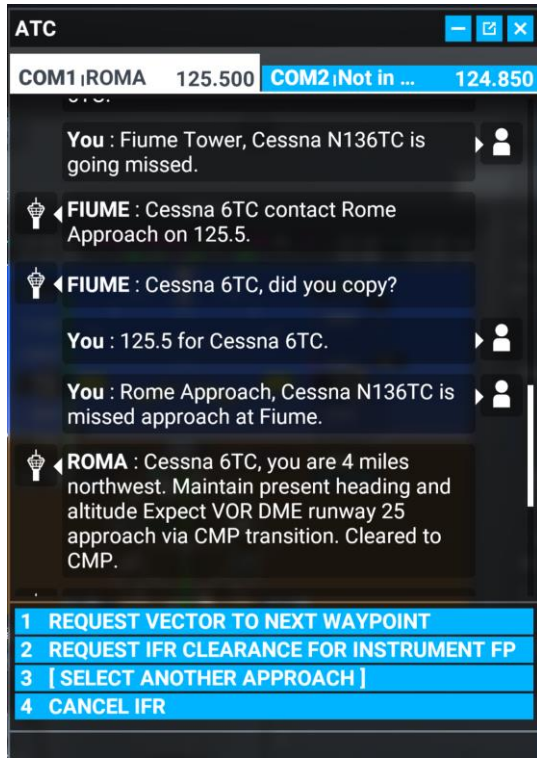 ATC
COM1 ROMA 125.500 COM2 Not in ... 124.850
You : Fiume Tower, Cessna N136TC is
going missed.
FIUME : Cessna 6TC contact Rome
Approach on 125.5.
FIUME : Cessna 6TC, did you copy?
You : 125.5 for Cessna 6TC.
You : Rome Approach, Cessna N136TC is
missed approach at Fiume.
ROMA : Cessna 6TC, you are 4 miles
northwest. Maintain present heading and
altitude Expect VOR DME runway 25
approach via CMP transition. Cleared to
CMP.
1 REQUEST VECTOR TO NEXT WAYPOINT
2 REQUEST IFR CLEARANCE FOR INSTRUMENT FP
3 [ SELECT ANOTHER APPROACH ]
4 CANCEL IFR